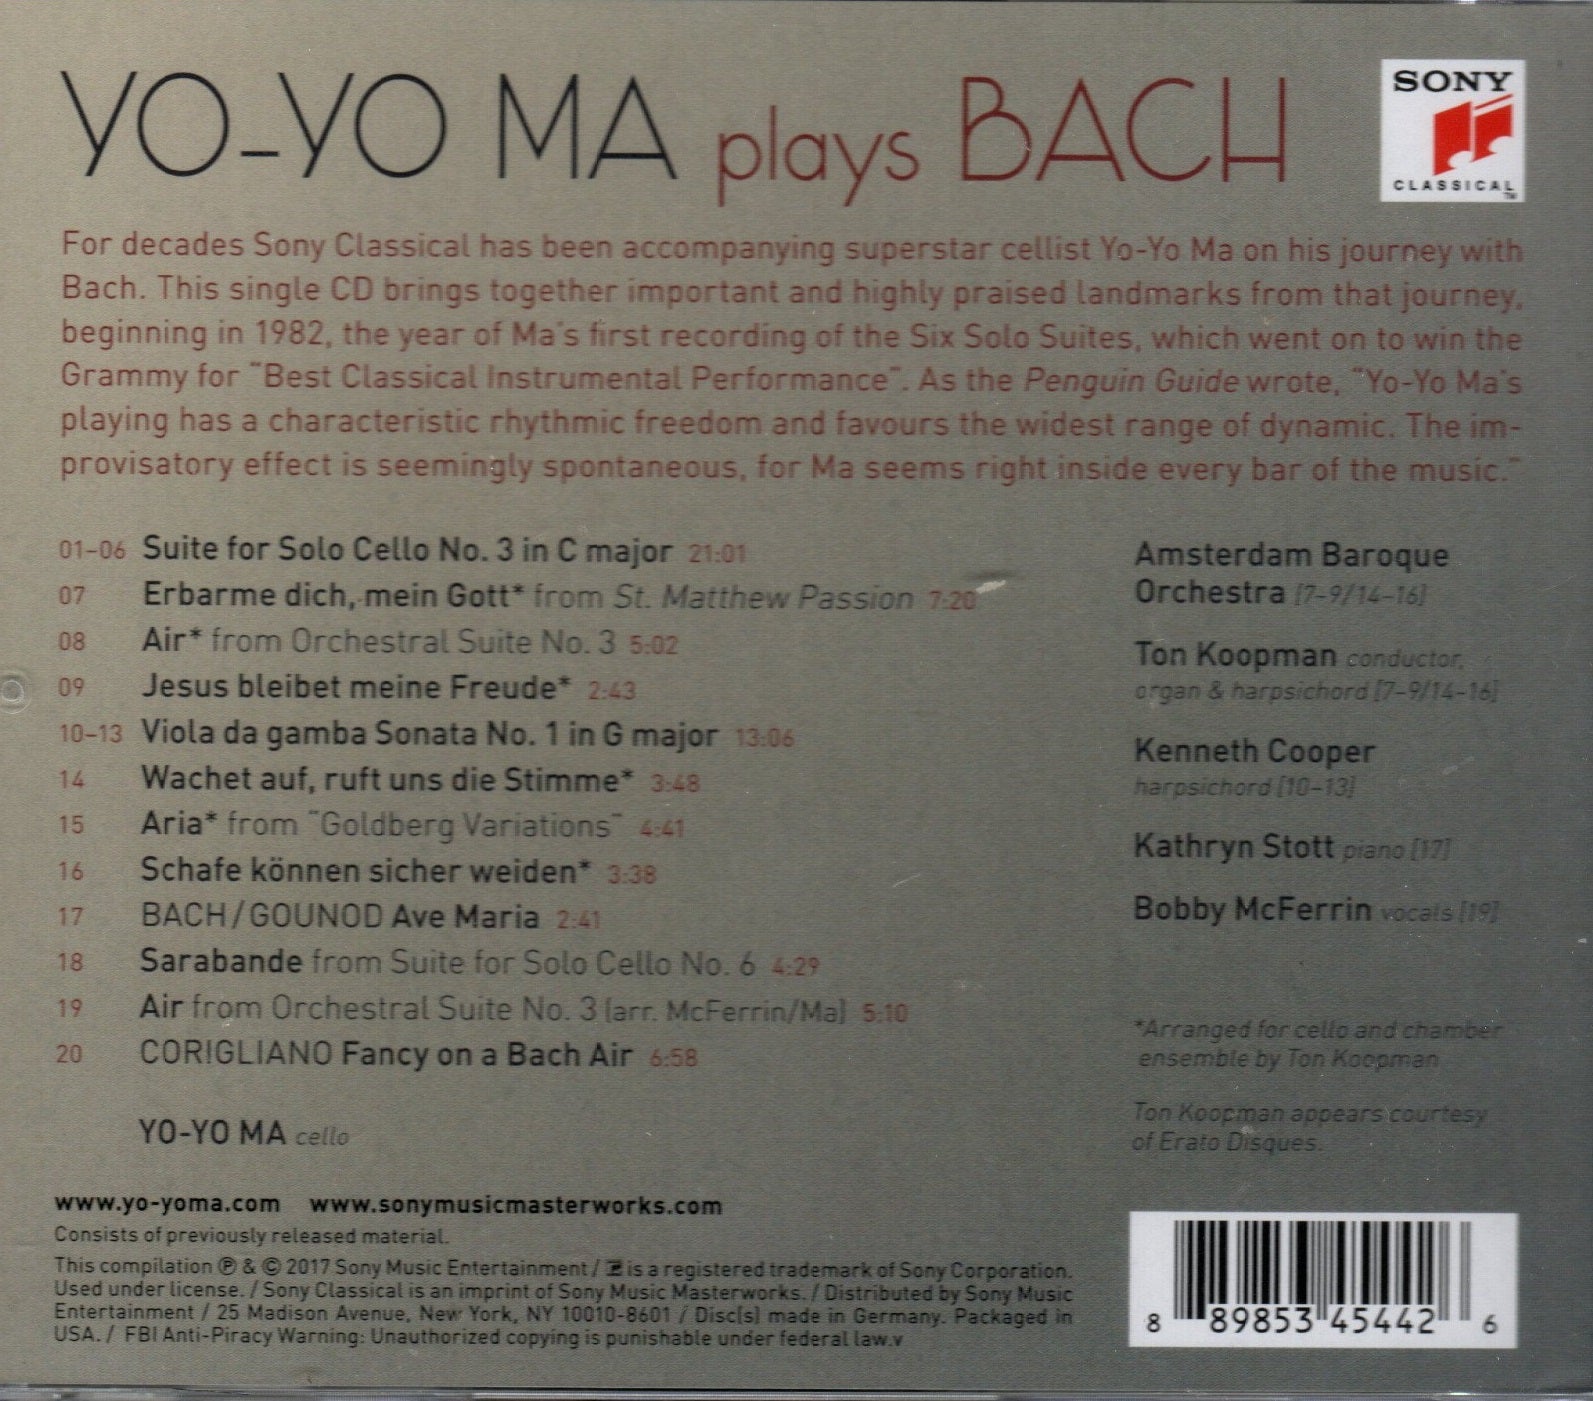 YO-YO MA plays BACH
SONY
CLASSICAL
TM
For decades Sony Classical has been accompanying superstar cellist Yo-Yo Ma on his journey with
Bach. This single CD brings together important and highly praised landmarks from that journey,
beginning in 1982, the year of Ma's first recording of the Six Solo Suites, which went on to win the
Grammy for "Best Classical Instrumental Performance". As the Penguin Guide wrote, "Yo-Yo Ma's
playing has a characteristic rhythmic freedom and favours the widest range of dynamic. The im-
provisatory effect is seemingly spontaneous, for Ma seems right inside every bar of the music."
01–06 Suite for Solo Cello No. 3 in C major 21:01
07 Erbarme dich, mein Gott* from St. Matthew Passion 7:20
08 Air* from Orchestral Suite No. 3 5:02
09 Jesus bleibet meine Freude* 2:43
10–13 Viola da gamba Sonata No. 1 in G major 13:06
14 Wachet auf, ruft uns die Stimme* 3:48
15 Aria* from "Goldberg Variations" 4:41
16 Schafe können sicher weiden* 3:38
17 BACH/GOUNOD Ave Maria 2:41
18 Sarabande from Suite for Solo Cello No. 6 4:29
19 Air from Orchestral Suite No. 3 (arr. McFerrin/Ma) 5:10
20 CORIGLIANO Fancy on a Bach Air 6:58
YO-YO MA cello
Amsterdam Baroque
Orchestra [7–9/14–16]
Ton Koopman conductor,
organ & harpsichord [7–9/14–16]
Kenneth Cooper
harpsichord [10–13]
Kathryn Stott piano [17]
Bobby McFerrin vocals [19]
*Arranged for cello and chamber
ensemble by Ton Koopman
Ton Koopman appears courtesy
of Erato Disques.
www.yo-yoma.com www.sonymusicmasterworks.com
Consists of previously released material.
This compilation ℗ & © 2017 Sony Music Entertainment / is a registered trademark of Sony Corporation.
Used under license. / Sony Classical is an imprint of Sony Music Masterworks. / Distributed by Sony Music
Entertainment / 25 Madison Avenue, New York, NY 10010-8601 / Disc(s) made in Germany. Packaged in
USA. / FBI Anti-Piracy Warning: Unauthorized copying is punishable under federal law.v
8 89853 45442 6